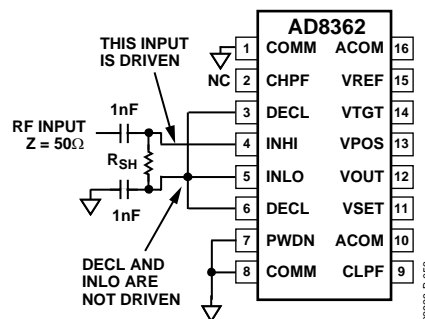 AD8362
THIS INPUT
IS DRIVEN
1 COMM ACOM 16
NC 2 CHPF VREF 15
1nF
3 DECL VTGT 14
RF INPUT
Z = 50Ω
4 INHI VPOS 13
RSH
5 INLO VOUT 12
1nF
6 DECL VSET 11
7 PWDN ACOM 10
DECL AND
INLO ARE
NOT DRIVEN
8 COMM CLPF 9